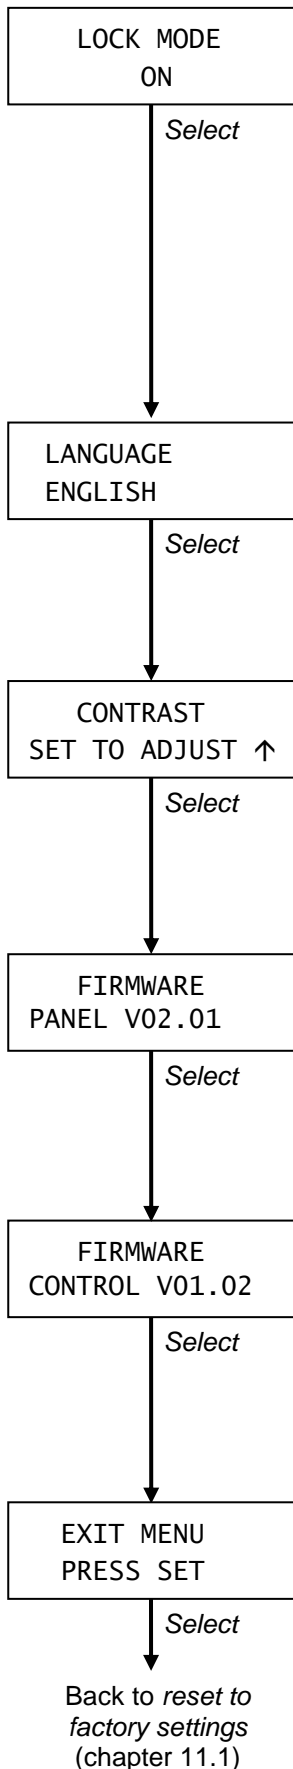 LOCK MODE
ON
Select
LANGUAGE
ENGLISH
Select
CONTRAST
SET TO ADJUST ↑
Select
FIRMWARE
PANEL V02.01
Select
FIRMWARE
CONTROL V01.02
Select
EXIT MENU
PRESS SET
Select
Back to reset to
factory settings
(chapter 11.1)